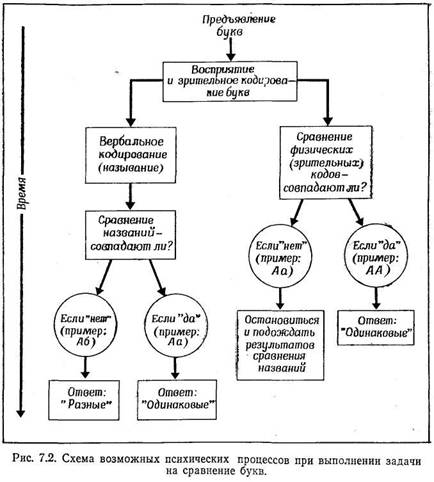 Предъявление
букв
Восприятие
и зрительное кодирова-
ние букв
Время
Вербальное
кодирование
(называние)
Сравнение
физических
(зрительных)
кодов-
совпадают ли?
Сравнение
названий-
совпадают ли?
Если "нет"
(пример:
Аа)
Если "да"
(пример:
АА)
Если "нет"
(пример:
Аб)
Если "да"
(пример:
Аа)
Остановиться
и подождать
результатов
сравнения
названий
Ответ:
"Одинаковые"
Ответ:
"Разные"
Ответ:
"Одинаковые"
Рис. 7.2. Схема возможных психических процессов при выполнении задачи
на сравнение букв.